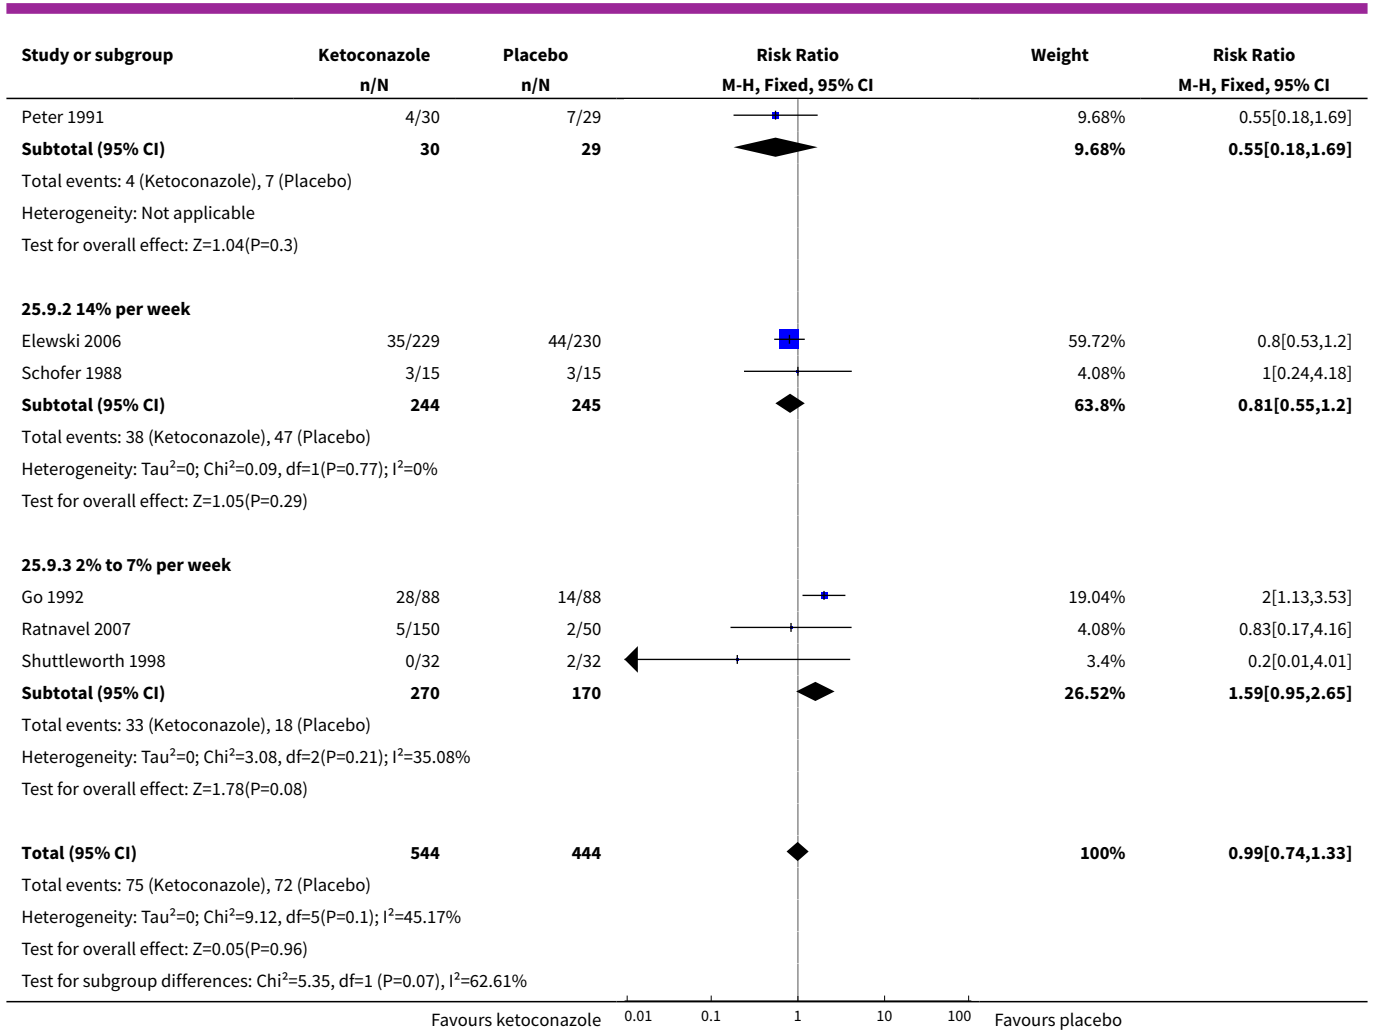 Study or subgroup Ketoconazole Placebo Risk Ratio Weight Risk Ratio
n/N n/N M-H, Fixed, 95% CI M-H, Fixed, 95% CI
Peter 1991 4/30 7/29 9.68% 0.55[0.18,1.69]
Subtotal (95% CI) 30 29 9.68% 0.55[0.18,1.69]
Total events: 4 (Ketoconazole), 7 (Placebo)
Heterogeneity: Not applicable
Test for overall effect: Z=1.04(P=0.3)
25.9.2 14% per week
Elewski 2006 35/229 44/230 59.72% 0.8[0.53,1.2]
Schofer 1988 3/15 3/15 4.08% 1[0.24,4.18]
Subtotal (95% CI) 244 245 63.8% 0.81[0.55,1.2]
Total events: 38 (Ketoconazole), 47 (Placebo)
Heterogeneity: Tau²=0; Chi²=0.09, df=1(P=0.77); I²=0%
Test for overall effect: Z=1.05(P=0.29)
25.9.3 2% to 7% per week
Go 1992 28/88 14/88 19.04% 2[1.13,3.53]
Ratnavel 2007 5/150 2/50 4.08% 0.83[0.17,4.16]
Shuttleworth 1998 0/32 2/32 3.4% 0.2[0.01,4.01]
Subtotal (95% CI) 270 170 26.52% 1.59[0.95,2.65]
Total events: 33 (Ketoconazole), 18 (Placebo)
Heterogeneity: Tau²=0; Chi²=3.08, df=2(P=0.21); I²=35.08%
Test for overall effect: Z=1.78(P=0.08)
Total (95% CI) 544 444 100% 0.99[0.74,1.33]
Total events: 75 (Ketoconazole), 72 (Placebo)
Heterogeneity: Tau²=0; Chi²=9.12, df=5(P=0.1); I²=45.17%
Test for overall effect: Z=0.05(P=0.96)
Test for subgroup differences: Chi²=5.35, df=1 (P=0.07), I²=62.61%
Favours ketoconazole 0.01 0.1 1 10 100 Favours placebo